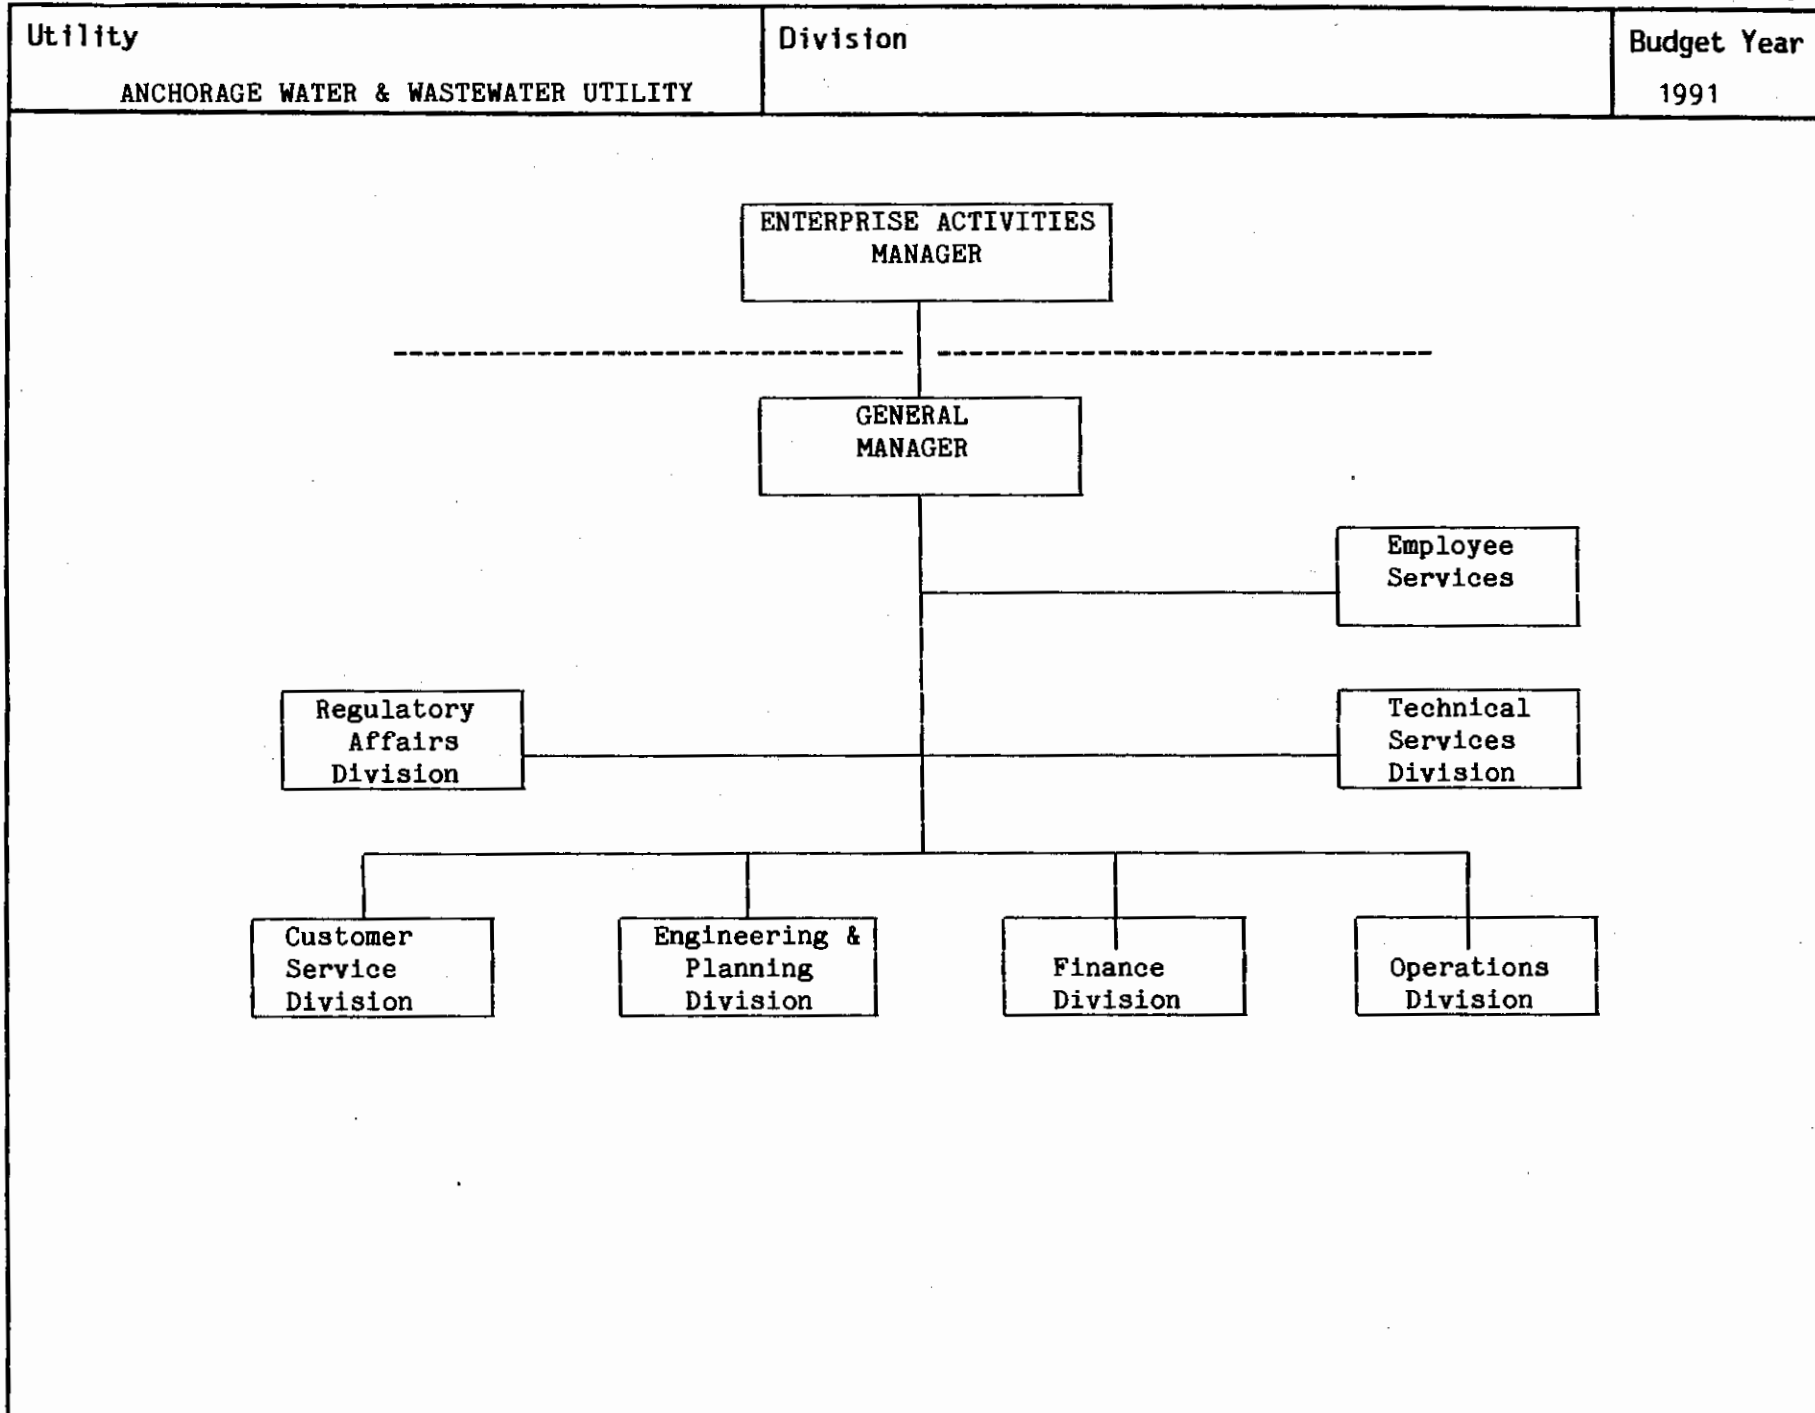 Utility
ANCHORAGE WATER & WASTEWATER UTILITY
Division
Budget Year
1991
ENTERPRISE ACTIVITIES
MANAGER
GENERAL
MANAGER
Employee
Services
Regulatory
Affairs
Division
Technical
Services
Division
Customer
Service
Division
Engineering &
Planning
Division
Finance
Division
Operations
Division